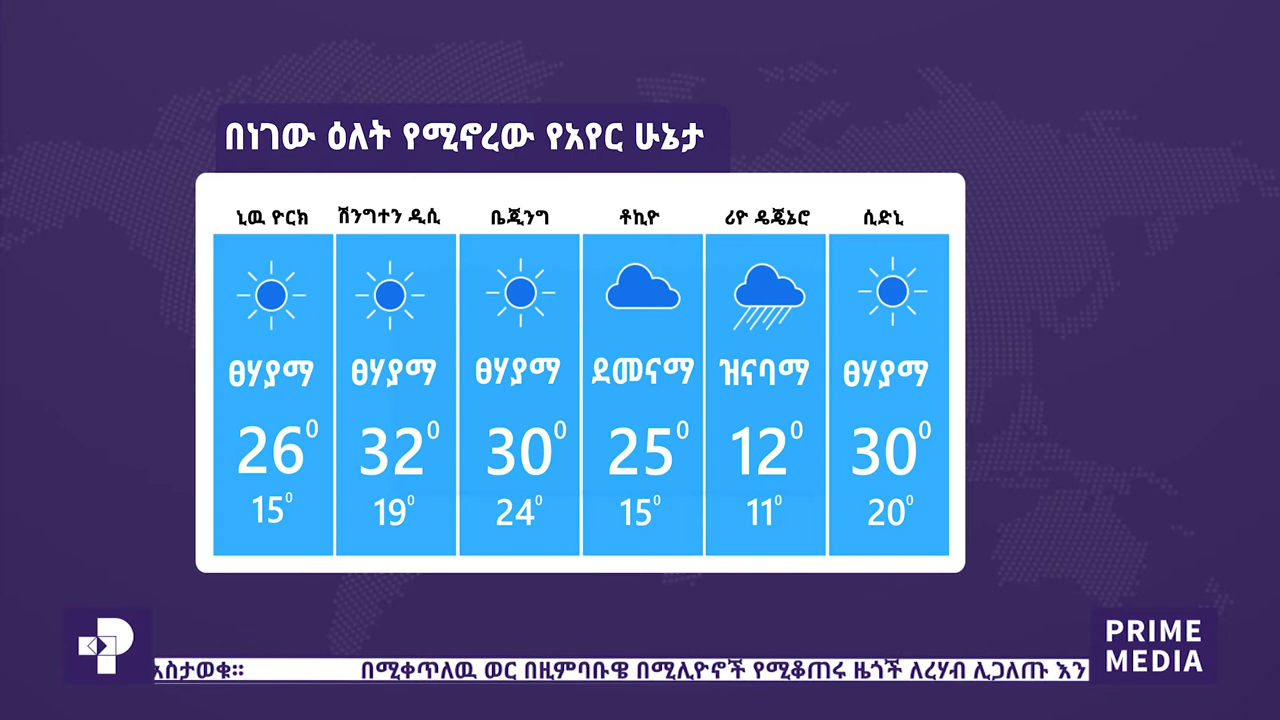 በነገው ዕለት የሚኖረው የአየር ሁኔታ
ኒዉ ዮርክ ሽንግተን ዲሲ ቤጂንግ ቶኪዮ ሪዮ ዴጄኔሮ ሲድኒ
ፀሃያማ ፀሃያማ ፀሃያማ ደመናማ ዝናባማ ፀሃያማ
26⁰ 32⁰ 30⁰ 25⁰ 12⁰ 30⁰
15⁰ 19⁰ 24⁰ 15⁰ 11⁰ 20⁰
አስታወቁ። በሚቀጥለዉ ወር በዚምባቡዌ በሚሊዮኖች የሚቆጠሩ ዜጎች ለረሃብ ሊጋለጡ እን
PRIME
MEDIA